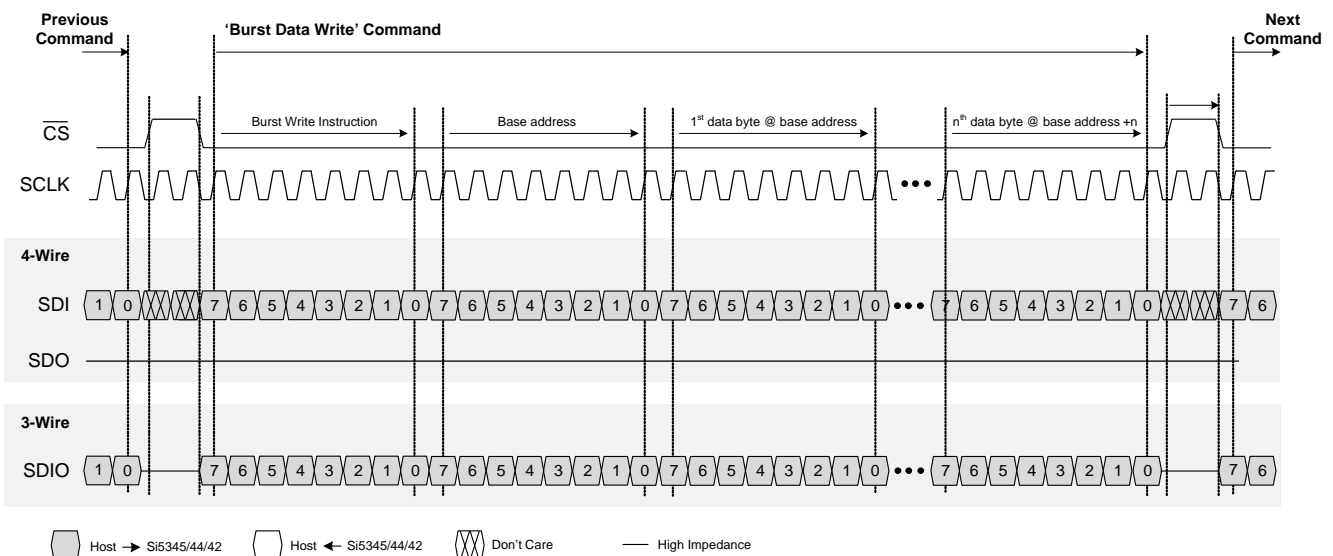 Previous Command
'Burst Data Write' Command
Next Command
CS
Burst Write Instruction
Base address
1st data byte @ base address
nth data byte @ base address +n
SCLK
4-Wire
SDI
1 0 7 6 5 4 3 2 1 0 7 6 5 4 3 2 1 0 7 6 5 4 3 2 1 0 7 6 5 4 3 2 1 0 7 6
SDO
3-Wire
SDIO
1 0 7 6 5 4 3 2 1 0 7 6 5 4 3 2 1 0 7 6 5 4 3 2 1 0 7 6 5 4 3 2 1 0 7 6
Host → Si5345/44/42
Host ← Si5345/44/42
Don't Care
High Impedance